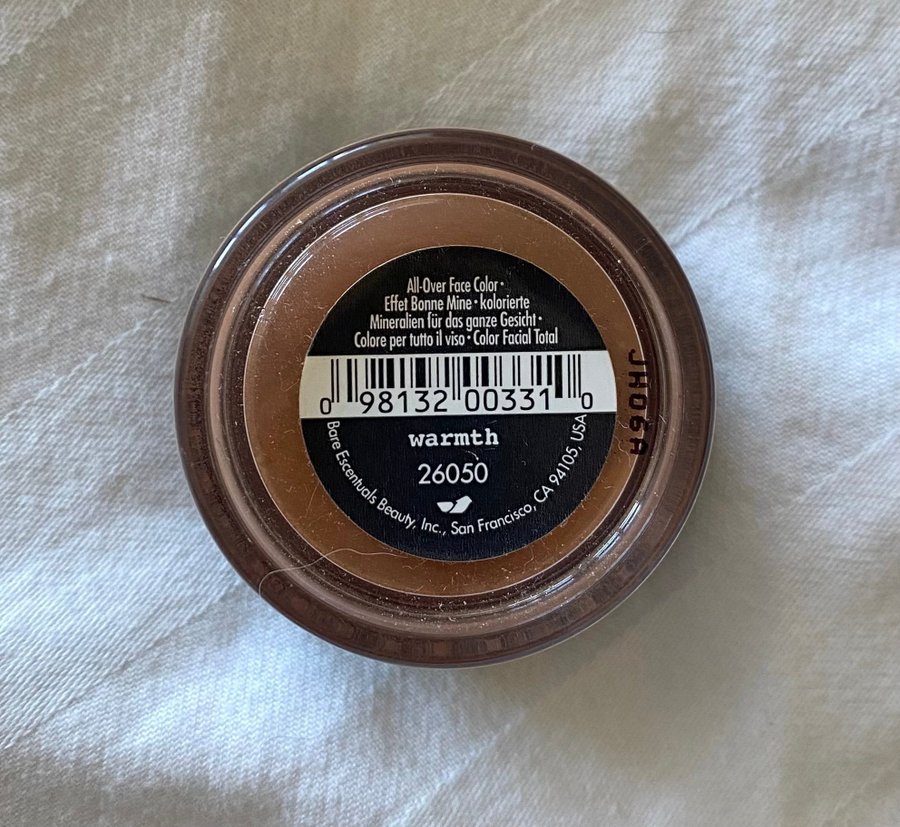 All-Over Face Color •
Effet Bonne Mine • kolorierte
Mineralien für das ganze Gesicht •
Colore per tutto il viso • Color Facial Total
0 98132 00331 0
warmth
26050
Bare Escentuals Beauty, Inc., San Francisco, CA 94105, USA
JH06A